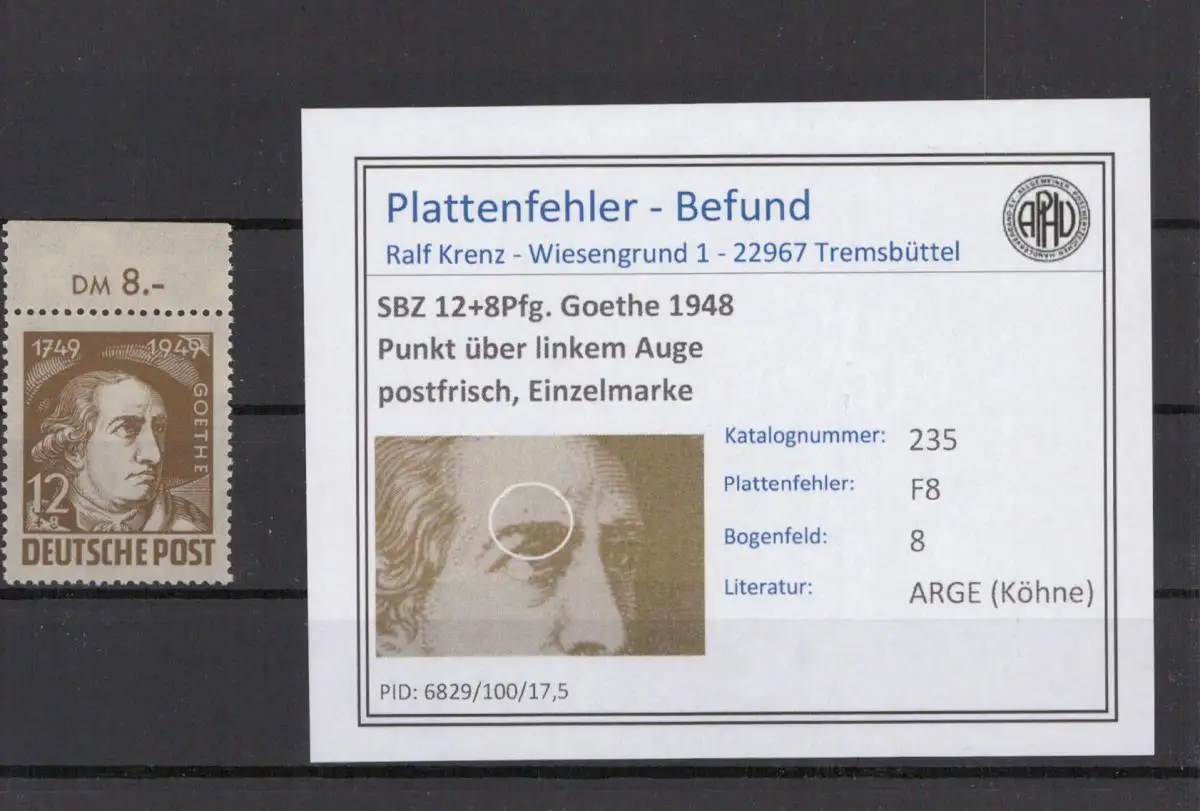 DM 8.-
1749 1949
GOETHE
12
+8
DEUTSCHE POST
Plattenfehler - Befund
Ralf Krenz - Wiesengrund 1 - 22967 Tremsbüttel
APHV
SBZ 12+8Pfg. Goethe 1948
Punkt über linkem Auge
postfrisch, Einzelmarke
Katalognummer: 235
Plattenfehler: F8
Bogenfeld: 8
Literatur: ARGE (Köhne)
PID: 6829/100/17,5